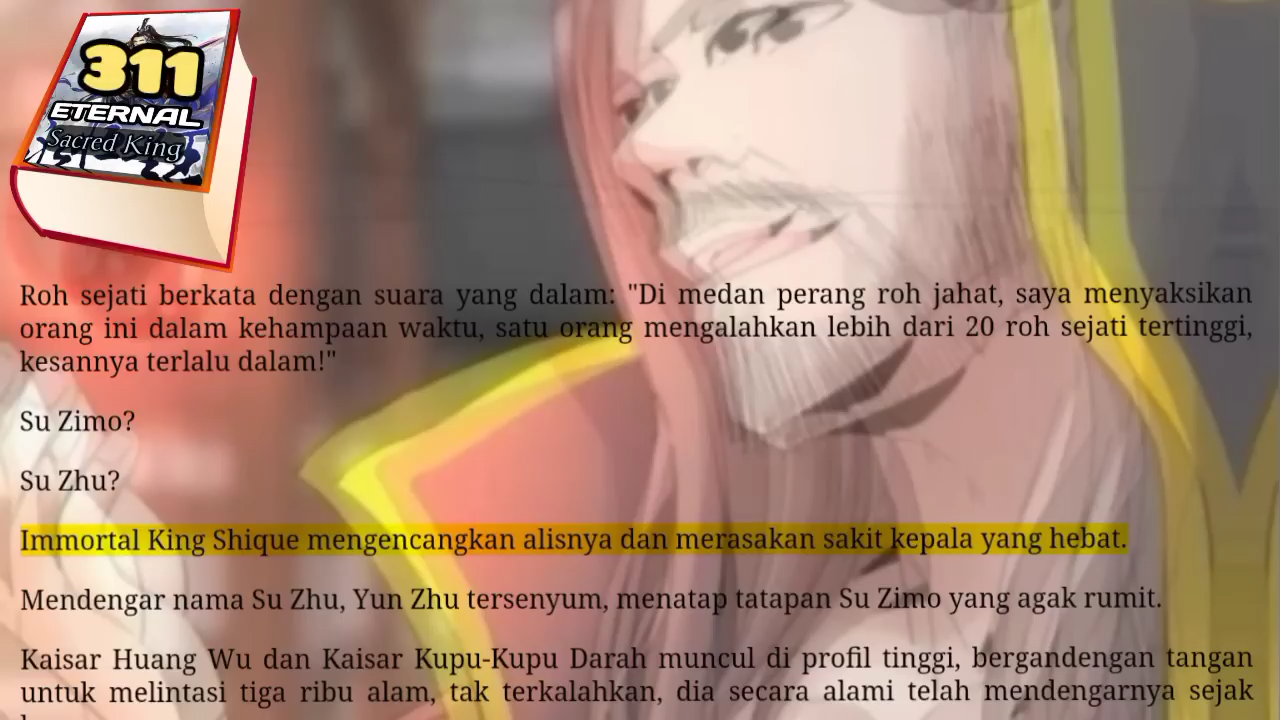 311
ETERNAL
Sacred King
Roh sejati berkata dengan suara yang dalam: "Di medan perang roh jahat, saya menyaksikan
orang ini dalam kehampaan waktu, satu orang mengalahkan lebih dari 20 roh sejati tertinggi,
kesannya terlalu dalam!"
Su Zimo?
Su Zhu?
Immortal King Shique mengencangkan alisnya dan merasakan sakit kepala yang hebat.
Mendengar nama Su Zhu, Yun Zhu tersenyum, menatap tatapan Su Zimo yang agak rumit.
Kaisar Huang Wu dan Kaisar Kupu-Kupu Darah muncul di profil tinggi, bergandengan tangan
untuk melintasi tiga ribu alam, tak terkalahkan, dia secara alami telah mendengarnya sejak